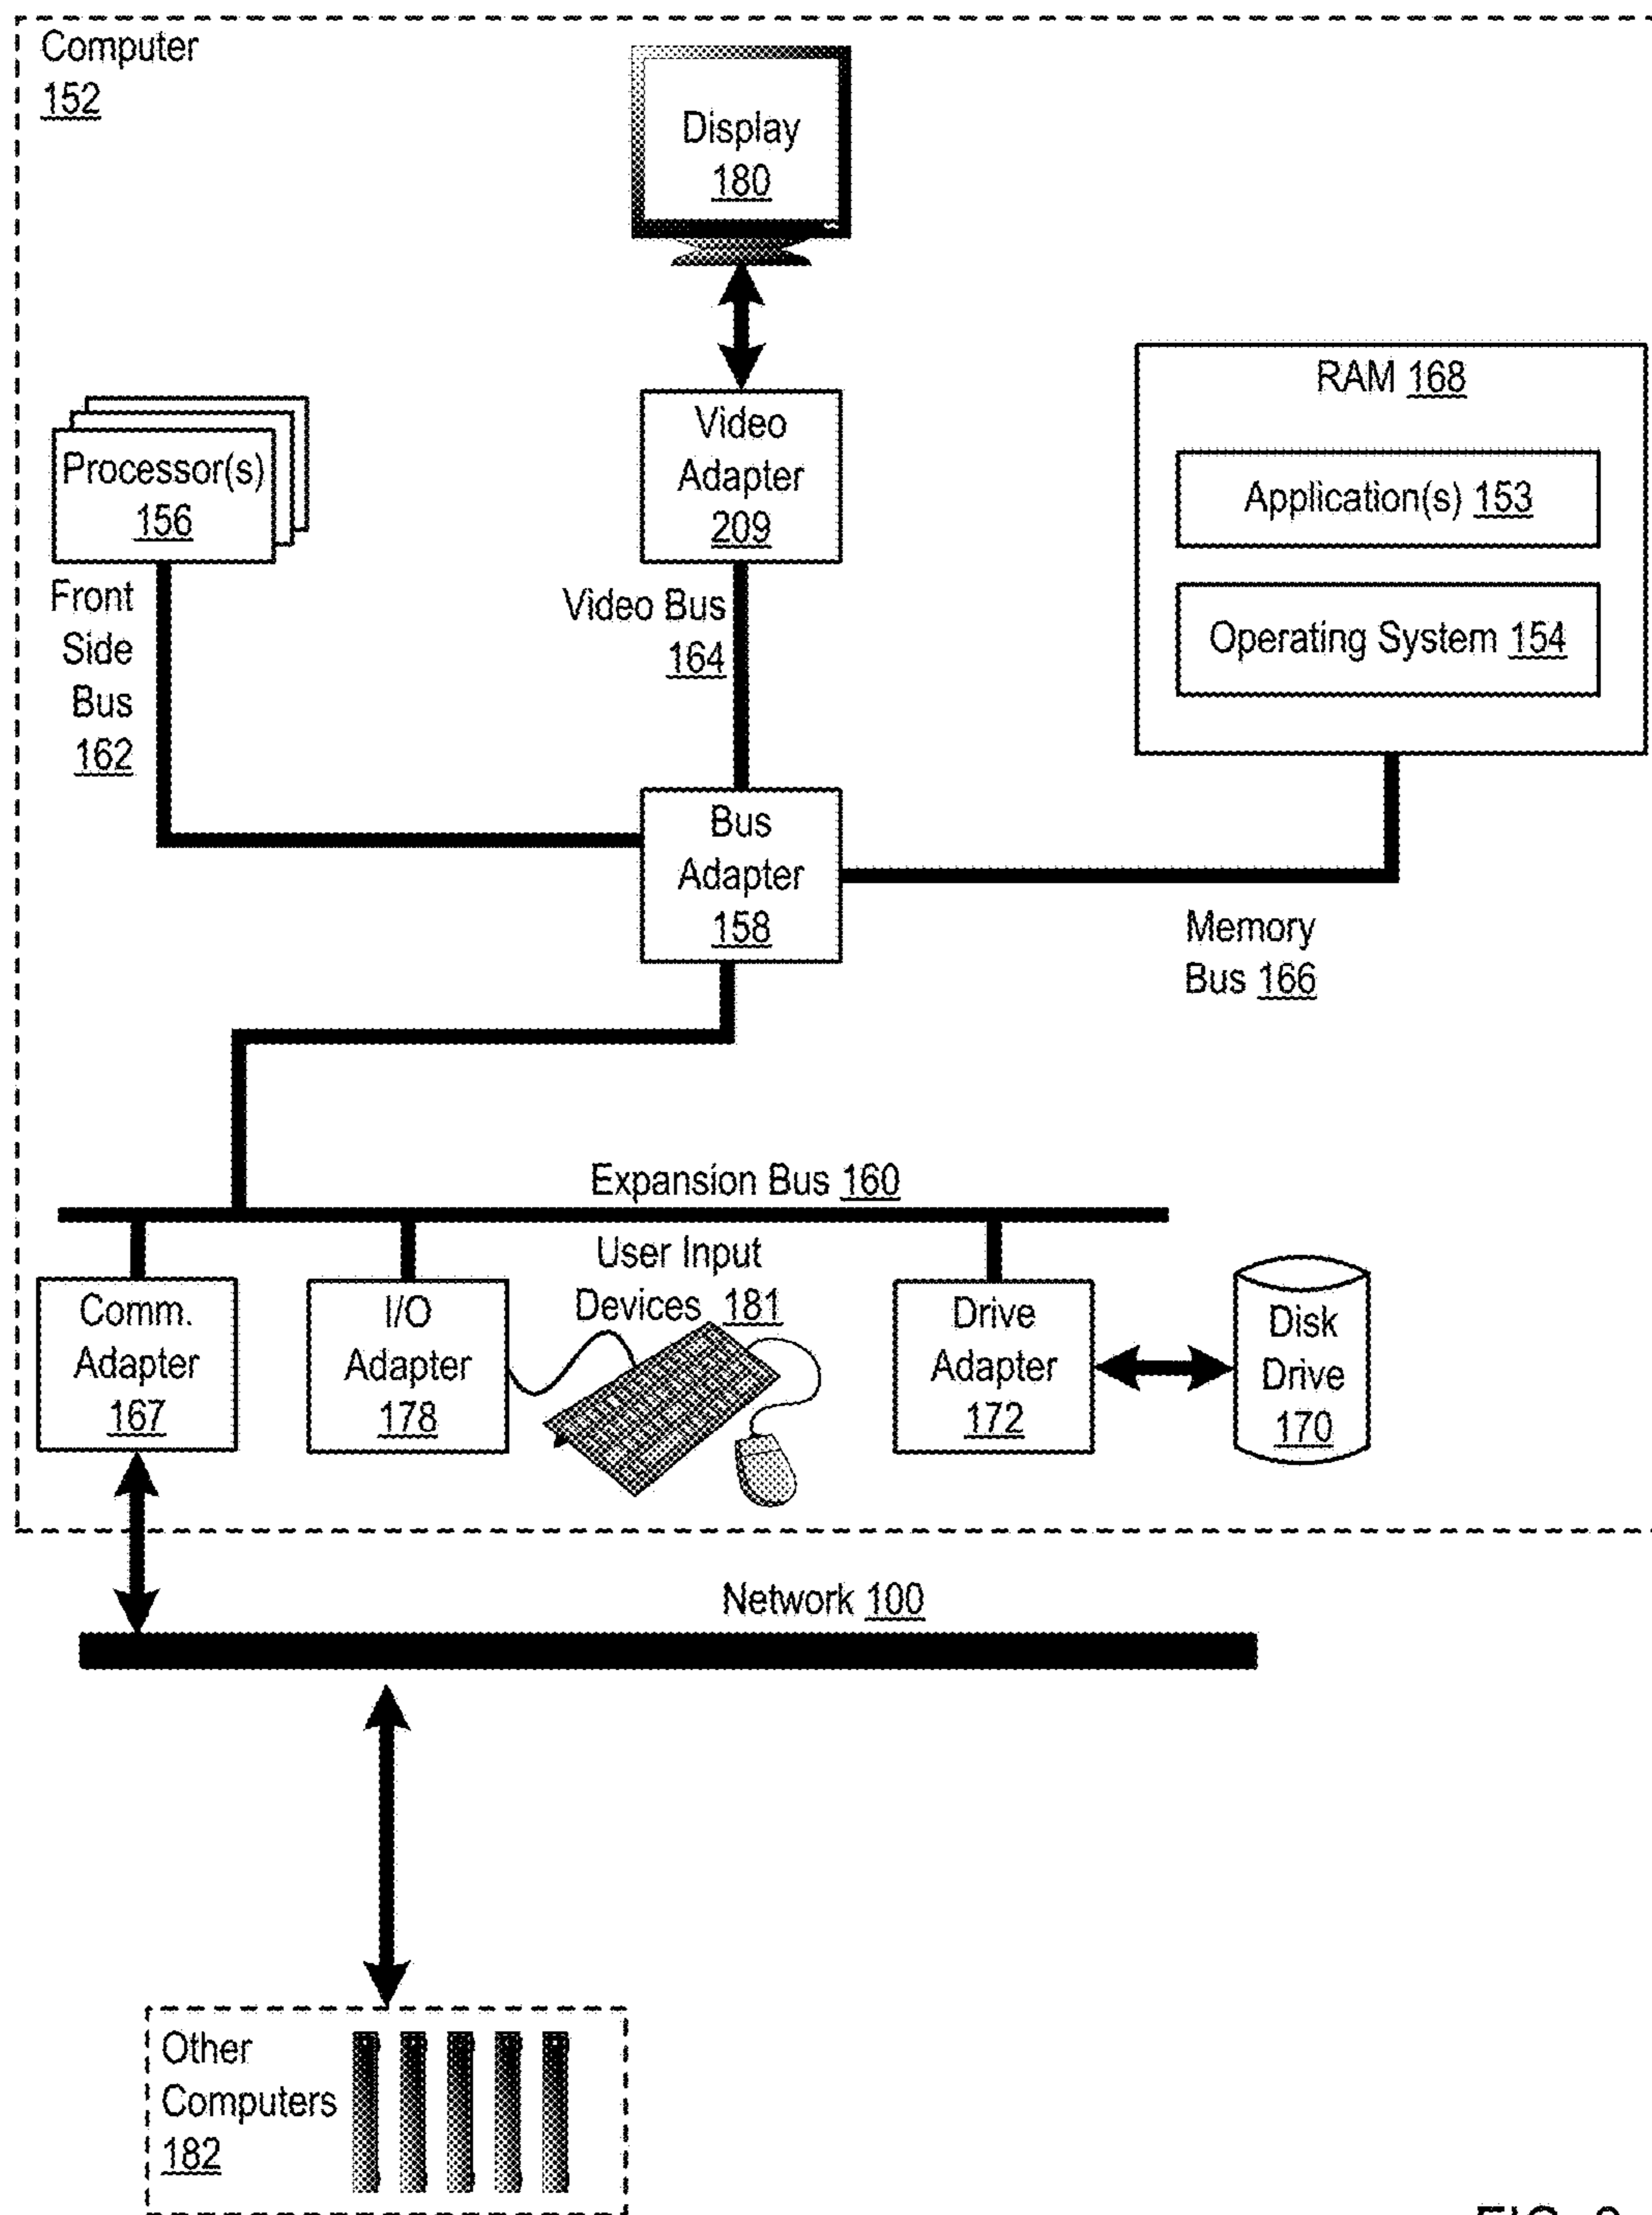 Computer
152
Display
180
Video
Adapter
209
RAM 168
Application(s) 153
Operating System 154
Processor(s)
156
Front
Side
Bus
162
Video Bus
164
Bus
Adapter
158
Memory
Bus 166
Expansion Bus 160
User Input
Devices 181
Comm.
Adapter
167
I/O
Adapter
178
Drive
Adapter
172
Disk
Drive
170
Network 100
Other
Computers
182